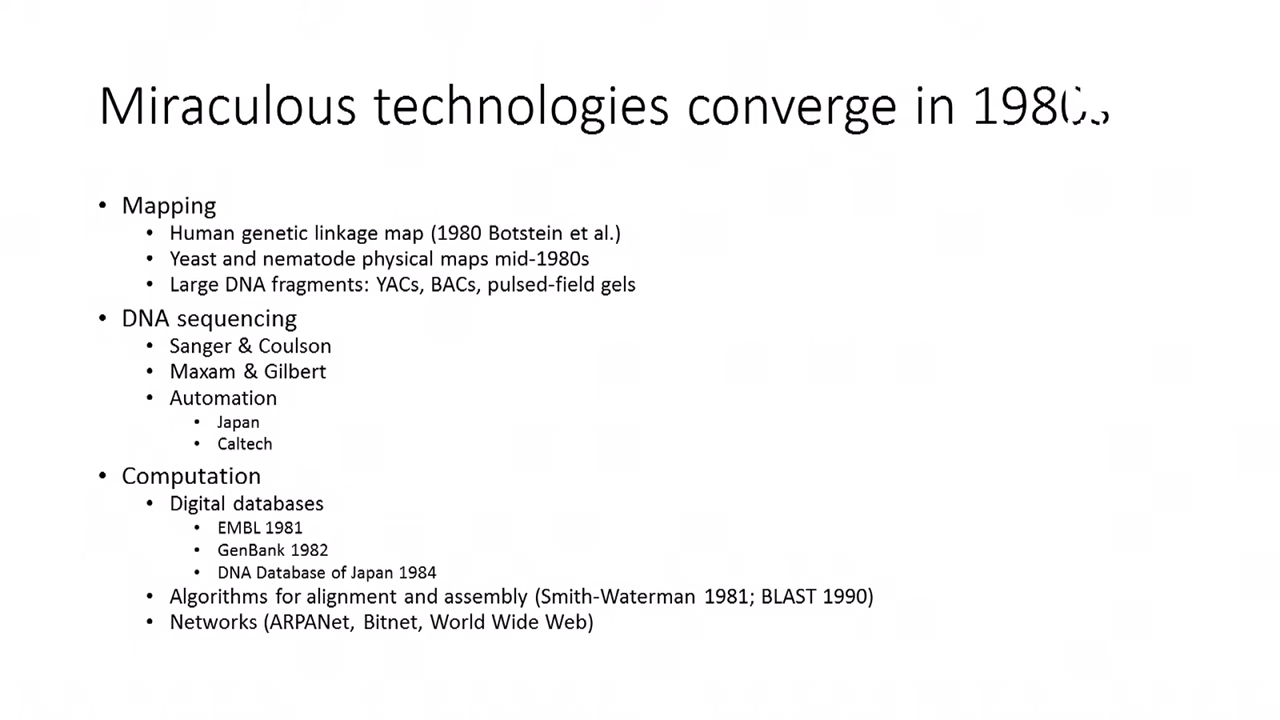 Miraculous technologies converge in 1980s
• Mapping
• Human genetic linkage map (1980 Botstein et al.)
• Yeast and nematode physical maps mid-1980s
• Large DNA fragments: YACs, BACs, pulsed-field gels
• DNA sequencing
• Sanger & Coulson
• Maxam & Gilbert
• Automation
• Japan
• Caltech
• Computation
• Digital databases
• EMBL 1981
• GenBank 1982
• DNA Database of Japan 1984
• Algorithms for alignment and assembly (Smith-Waterman 1981; BLAST 1990)
• Networks (ARPANet, Bitnet, World Wide Web)